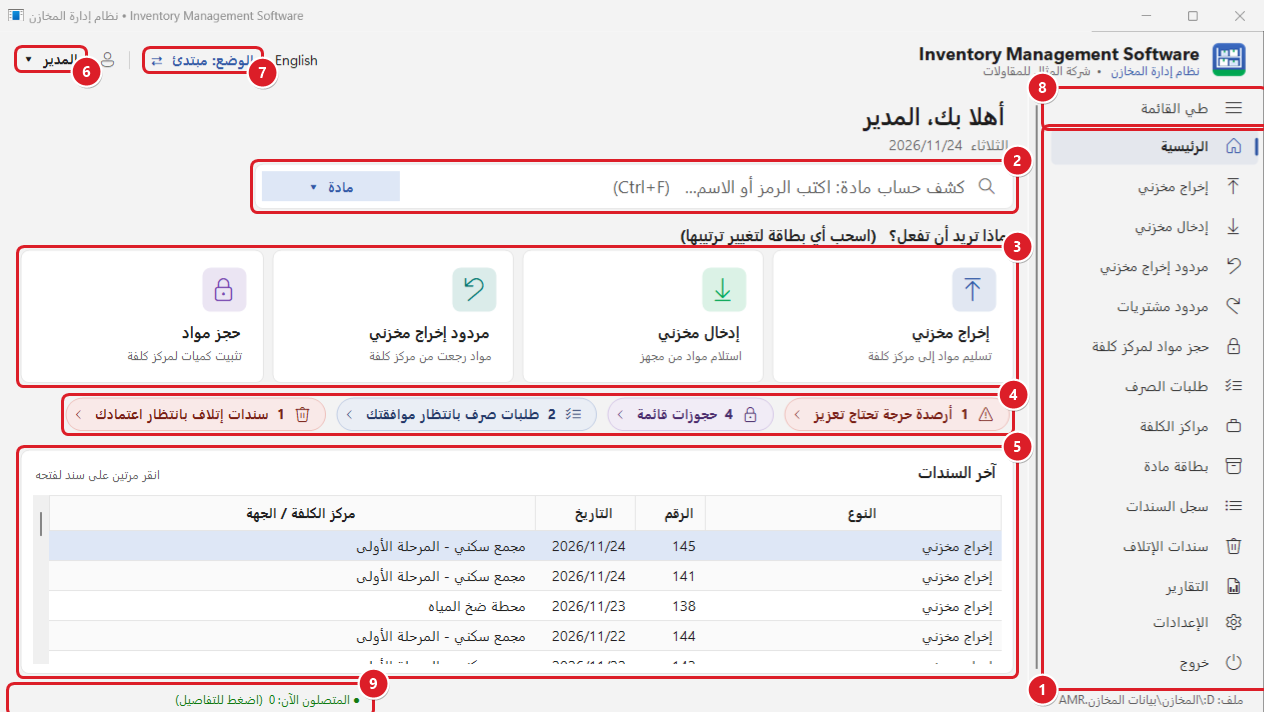 Inventory Management Software • نظام إدارة المخازن
Inventory Management Software
نظام إدارة المخازن • شركة المثال للمقاولات
English
الوضع: مبتدئ
7
المدير
6
8
طي القائمة
الرئيسية
إخراج مخزني
إدخال مخزني
مردود إخراج مخزني
مردود مشتريات
حجز مواد لمركز كلفة
طلبات الصرف
مراكز الكلفة
بطاقة مادة
سجل السندات
سندات الإتلاف
التقارير
الإعدادات
خروج
1
أهلا بك، المدير
الثلاثاء 2026/11/24
2
كشف حساب مادة: اكتب الرمز أو الاسم... (Ctrl+F)
مادة
ماذا تريد أن تفعل؟ (اسحب أي بطاقة لتغيير ترتيبها)
3
إخراج مخزني
تسليم مواد إلى مركز كلفة
إدخال مخزني
استلام مواد من مجهز
مردود إخراج مخزني
مواد رجعت من مركز كلفة
حجز مواد
تثبيت كميات لمركز كلفة
4
1 أرصدة حرجة تحتاج تعزيز
4 حجوزات قائمة
2 طلبات صرف بانتظار موافقتك
1 سندات إتلاف بانتظار اعتمادك
5
آخر السندات
انقر مرتين على سند لفتحه
النوع الرقم التاريخ مركز الكلفة / الجهة
إخراج مخزني 145 2026/11/24 مجمع سكني - المرحلة الأولى
إخراج مخزني 141 2026/11/24 مجمع سكني - المرحلة الأولى
إخراج مخزني 138 2026/11/23 محطة ضخ المياه
إخراج مخزني 144 2026/11/22 مجمع سكني - المرحلة الأولى
9
ملف: D:\المخازن\بيانات المخازن.AMR
● المتصلون الآن: 0 (اضغط للتفاصيل)